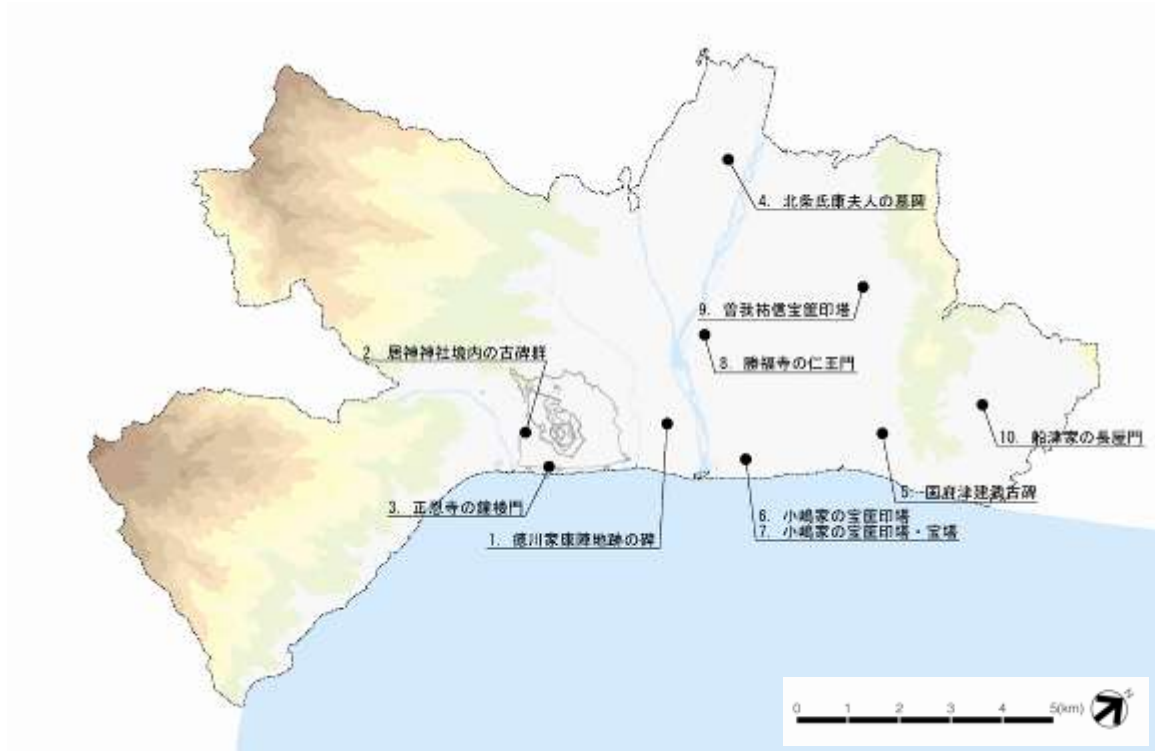 4. 北条氏康夫人の墓碑
9. 曽我祐信宝篋印塔
2. 居神神社境内の古碑群
8. 勝福寺の仁王門
10. 船津家の長屋門
3. 正恩寺の鐘楼門
5. 国府津建武古碑
6. 小嶋家の宝篋印塔
1. 徳川家康陣地跡の碑
7. 小嶋家の宝篋印塔・宝塔
0 1 2 3 4 5(km)
N